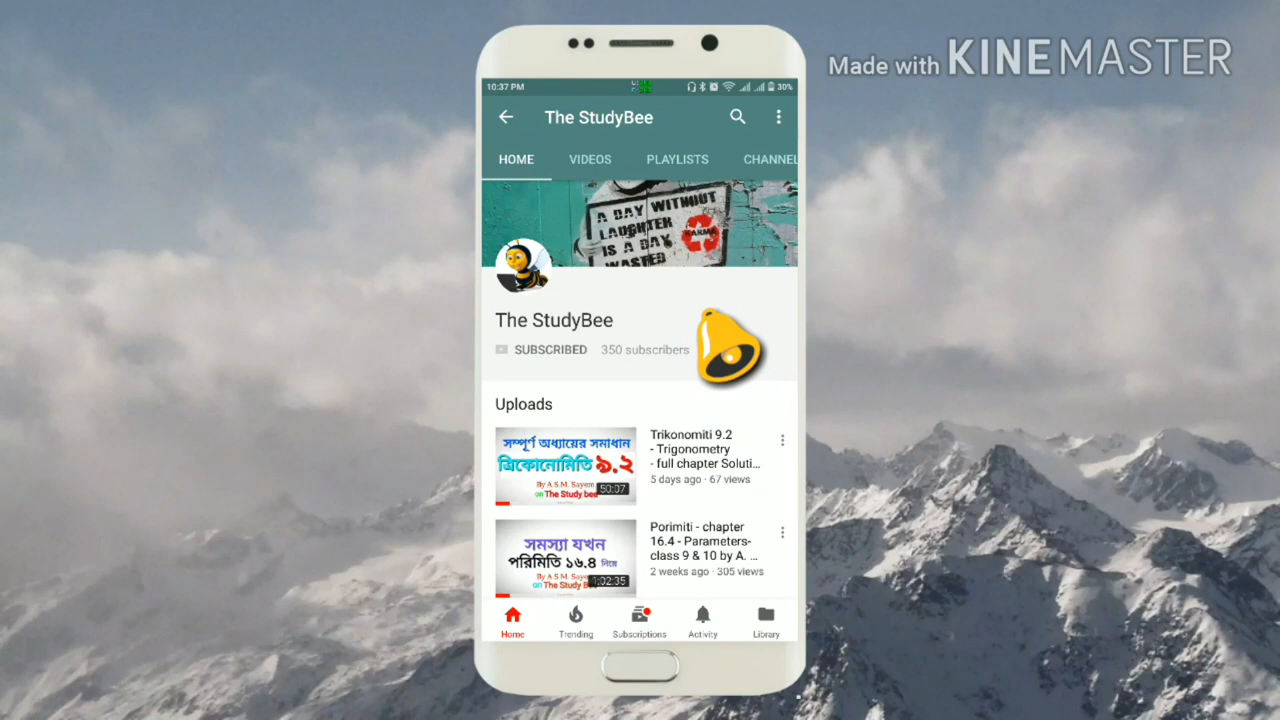 Made with KINEMASTER
10:37 PM
30%
The StudyBee
HOME VIDEOS PLAYLISTS CHANNEL
A DAY WITHOUT
LAUGHTER
IS A DAY
WASTED
KARMA
The StudyBee
SUBSCRIBED 350 subscribers
Uploads
সম্পূর্ণ অধ্যায়ের সমাধান
ত্রিকোনোমিতি ৯.২
By A.S.M. Sayem
on The Study bee
50:07
Trikonomiti 9.2
- Trigonometry
- full chapter Soluti...
5 days ago · 67 views
সমস্যা যখন
পরিমিতি ১৬.৪ নিয়ে
By A.S.M. Sayem
on The Study Bee
1:02:35
Porimiti - chapter
16.4 - Parameters-
class 9 & 10 by A. ...
2 weeks ago · 305 views
Home Trending Subscriptions Activity Library